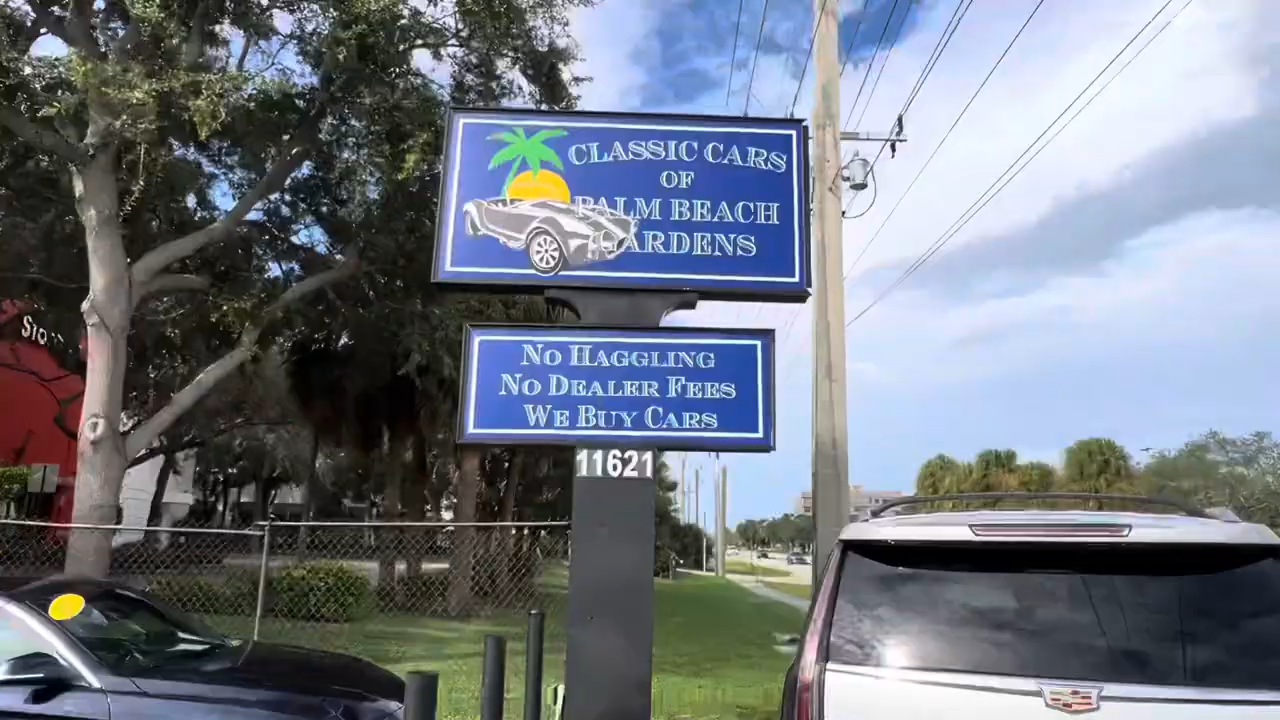 CLASSIC CARS
OF
PALM BEACH
GARDENS
NO HAGGLING
NO DEALER FEES
WE BUY CARS
11621